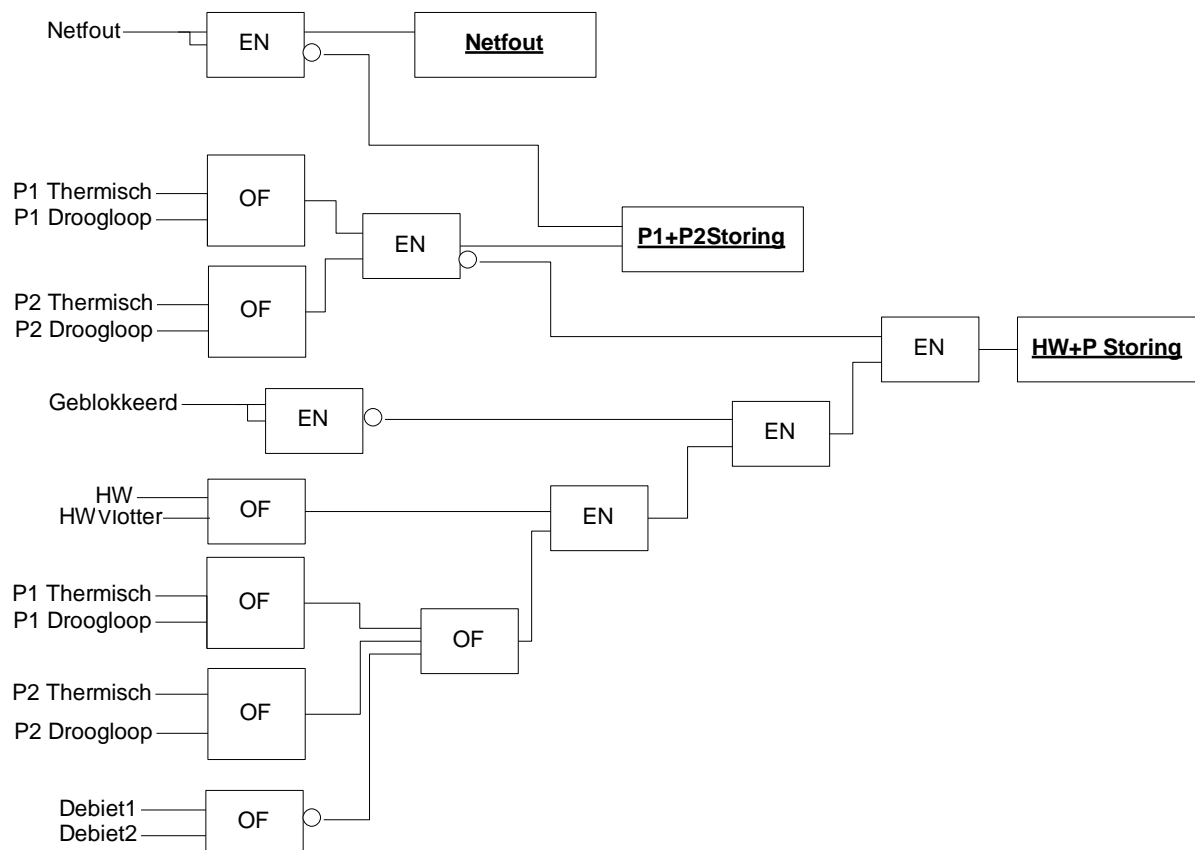 Netfout
EN
Netfout
P1 Thermisch
P1 Droogloop
OF
EN
P1+P2Storing
P2 Thermisch
P2 Droogloop
OF
EN
HW+P Storing
Geblokkeerd
EN
EN
HW
HWvlotter
OF
EN
P1 Thermisch
P1 Droogloop
OF
OF
P2 Thermisch
P2 Droogloop
OF
Debiet1
Debiet2
OF